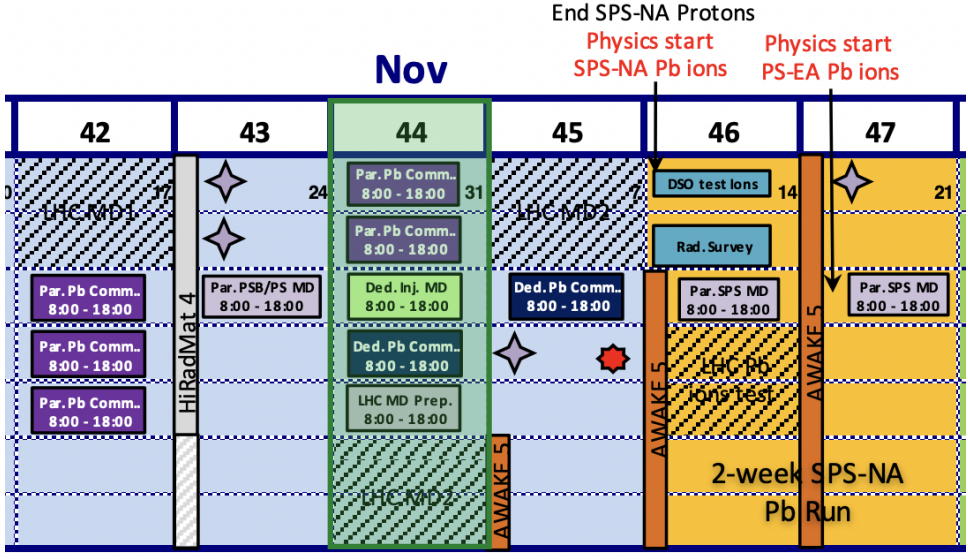 End SPS-NA Protons
Physics start
SPS-NA Pb ions
Physics start
PS-EA Pb ions
Nov
42
43
44
45
46
47
0
17
24
31
7
14
21
LHC MD1
Par. Pb Comm..
8:00 - 18:00
Par. Pb Comm..
8:00 - 18:00
Par. Pb Comm..
8:00 - 18:00
HiRadMat 4
Par. PSB/PS MD
8:00 - 18:00
Par. Pb Comm..
8:00 - 18:00
Par. Pb Comm..
8:00 - 18:00
Ded. Inj. MD
8:00 - 18:00
Ded. Pb Comm..
8:00 - 18:00
LHC MD Prep.
8:00 - 18:00
LHC MD2
LHC MD2
Ded. Pb Comm..
8:00 - 18:00
AWAKE 5
AWAKE 5
DSO test Ions
Rad. Survey
Par. SPS MD
8:00 - 18:00
LHC Pb
ions test
AWAKE 5
Par. SPS MD
8:00 - 18:00
2-week SPS-NA
Pb Run